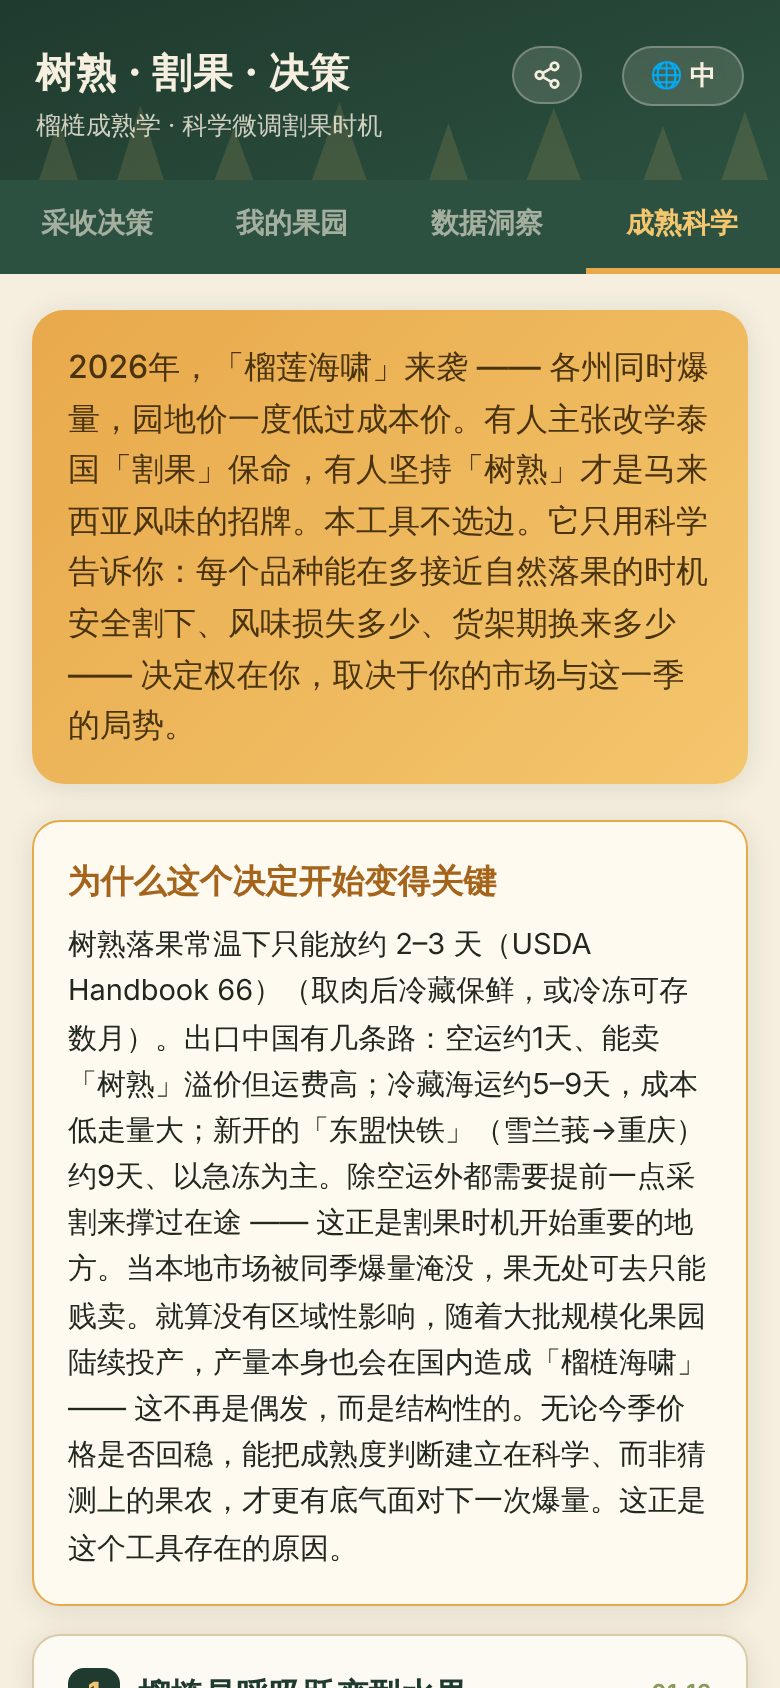 树熟 · 割果 · 决策
榴梿成熟学 · 科学微调割果时机
🌐 中
采收决策
我的果园
数据洞察
成熟科学
2026年，「榴莲海啸」来袭 —— 各州同时爆
量，园地价一度低过成本价。有人主张改学泰
国「割果」保命，有人坚持「树熟」才是马来
西亚风味的招牌。本工具不选边。它只用科学
告诉你：每个品种能在多接近自然落果的时机
安全割下、风味损失多少、货架期换来多少
—— 决定权在你，取决于你的市场与这一季
的局势。
为什么这个决定开始变得关键
树熟落果常温下只能放约 2–3 天（USDA
Handbook 66）（取肉后冷藏保鲜，或冷冻可存
数月）。出口中国有几条路：空运约1天、能卖
「树熟」溢价但运费高；冷藏海运约5–9天，成本
低走量大；新开的「东盟快铁」（雪兰莪→重庆）
约9天、以急冻为主。除空运外都需要提前一点采
割来撑过在途 —— 这正是割果时机开始重要的地
方。当本地市场被同季爆量淹没，果无处可去只能
贱卖。就算没有区域性影响，随着大批规模化果园
陆续投产，产量本身也会在国内造成「榴梿海啸」
—— 这不再是偶发，而是结构性的。无论今季价
格是否回稳，能把成熟度判断建立在科学、而非猜
测上的果农，才更有底气面对下一次爆量。这正是
这个工具存在的原因。